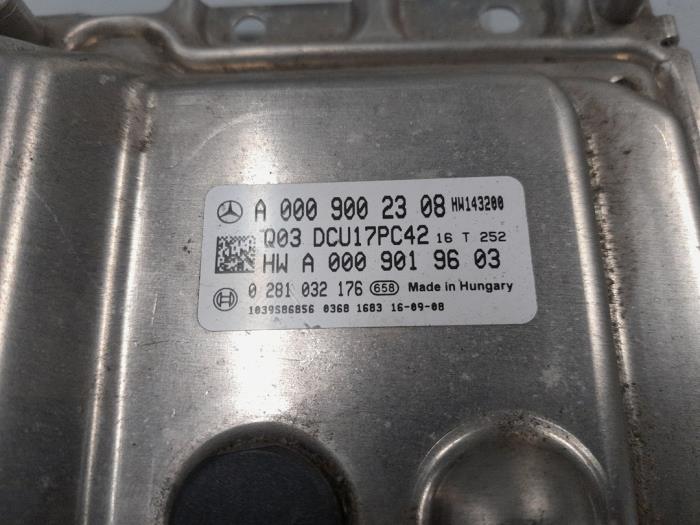 A 000 900 23 08 HW143200
Q03 DCU17PC42 16 T 252
HW A 000 901 96 03
0 281 032 176 658 Made in Hungary
1039S86856 0368 1683 16-09-08